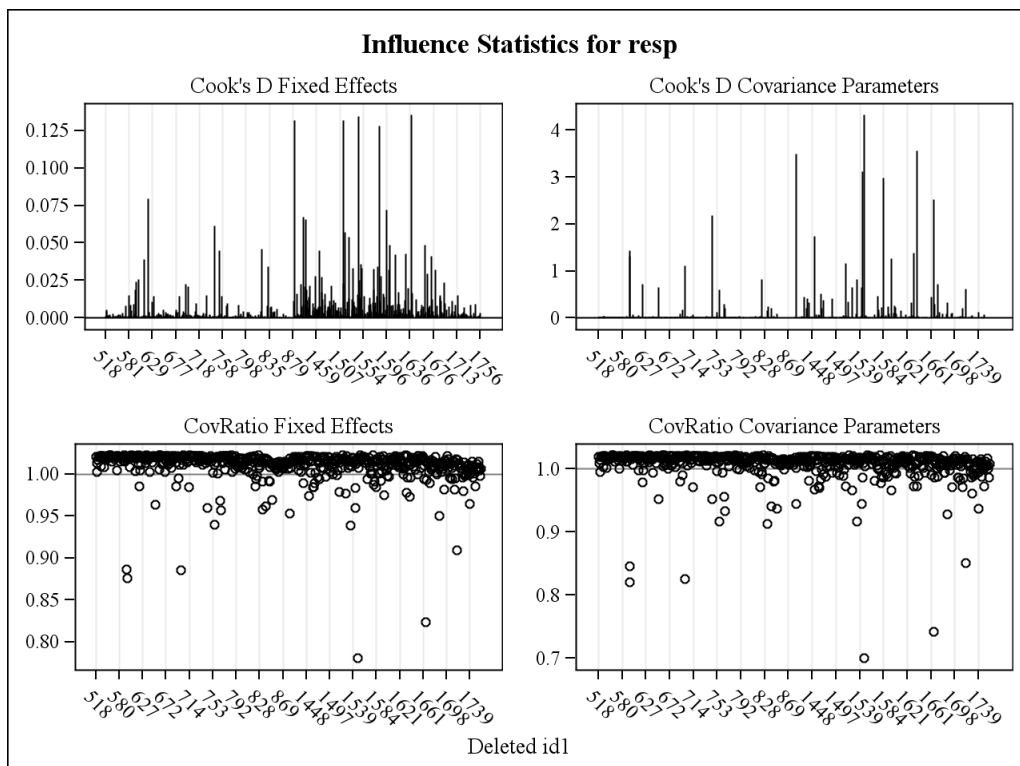 Influence Statistics for resp
Cook's D Fixed Effects
0.125
0.100
0.075
0.050
0.025
0.000
518 581 629 677 718 758 798 835 879 1459 1507 1554 1596 1636 1676 1713 1756
Cook's D Covariance Parameters
4
3
2
1
0
518 580 627 672 714 753 792 828 869 1448 1497 1539 1584 1621 1661 1698 1739
CovRatio Fixed Effects
1.00
0.95
0.90
0.85
0.80
518 580 627 672 714 753 792 828 869 1448 1497 1539 1584 1621 1661 1698 1739
CovRatio Covariance Parameters
1.0
0.9
0.8
0.7
518 580 627 672 714 753 792 828 869 1448 1497 1539 1584 1621 1661 1698 1739
Deleted id1